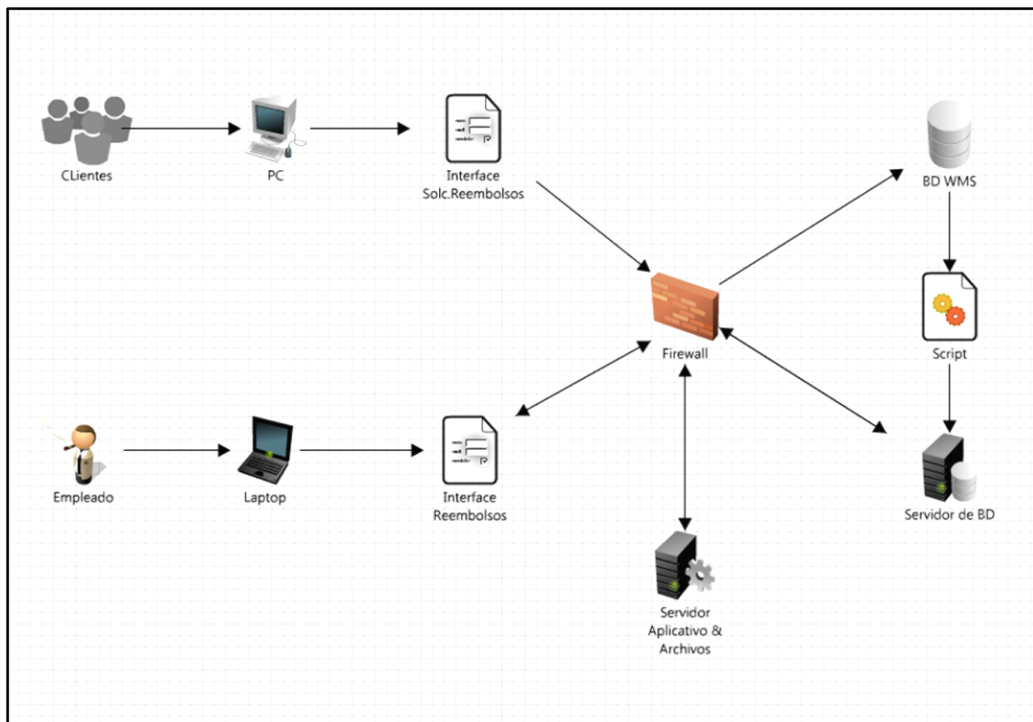 CLientes
PC
Interface
Solc.Reembolsos
BD WMS
Firewall
Script
Empleado
Laptop
Interface
Reembolsos
Servidor de BD
Servidor
Aplicativo &
Archivos